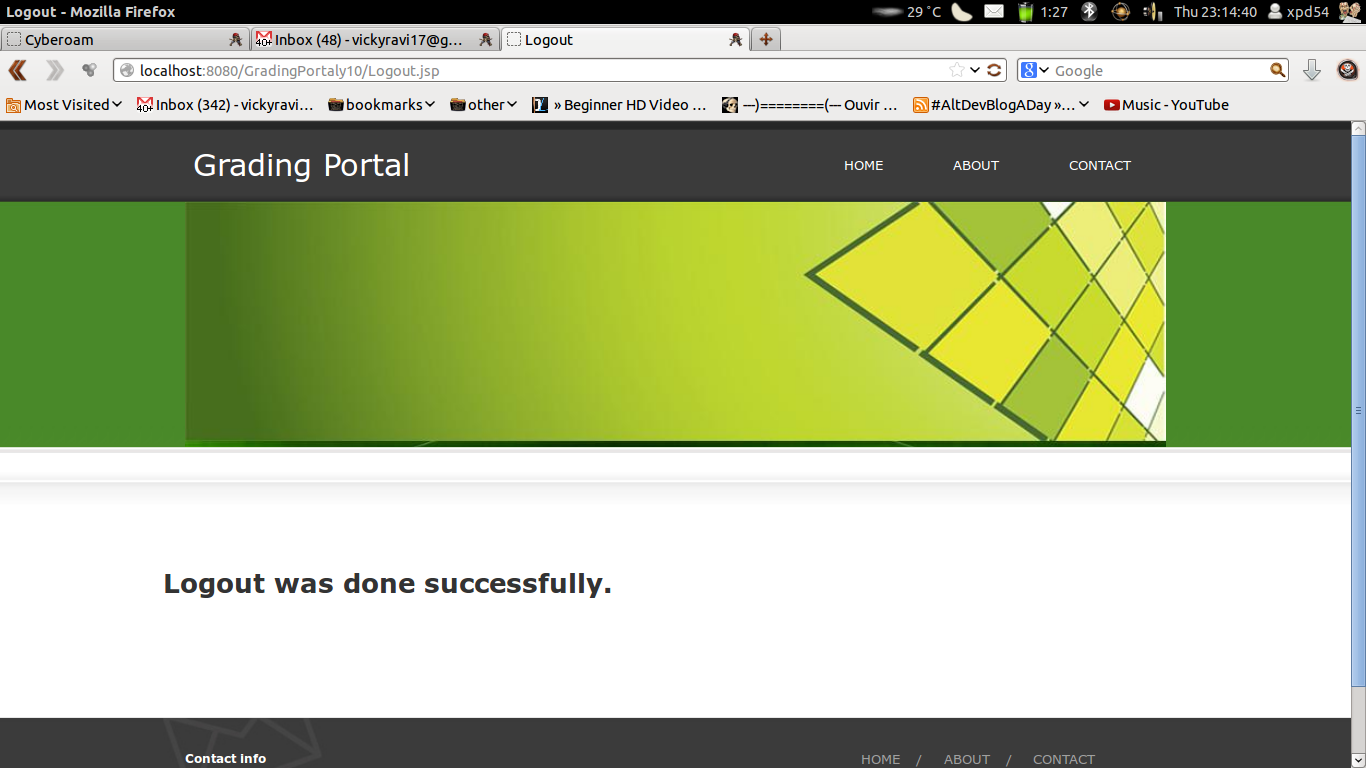 Logout - Mozilla Firefox 29 °C 1:27 Thu 23:14:40 xpd54
Cyberoam Inbox (48) - vickyravi17@g... Logout
localhost:8080/GradingPortaly10/Logout.jsp Google
Most Visited Inbox (342) - vickyravi... bookmarks other » Beginner HD Video ... ---)========(--- Ouvir ... #AltDevBlogADay »... Music - YouTube
Grading Portal HOME ABOUT CONTACT
Logout was done successfully.
Contact info HOME / ABOUT / CONTACT